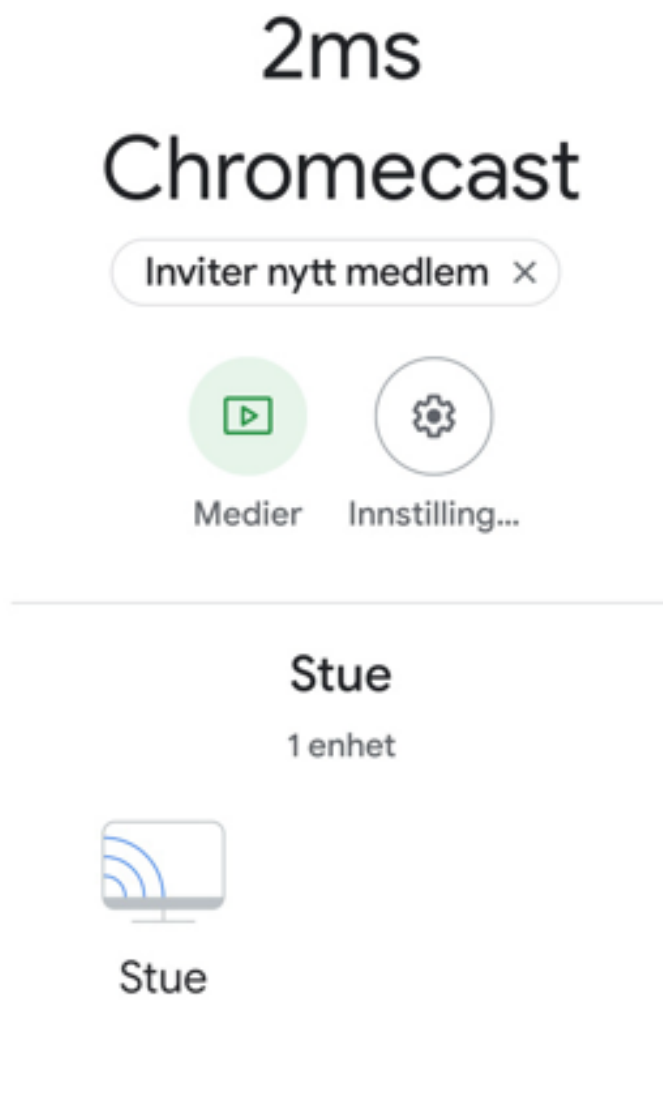 2ms
Chromecast
Inviter nytt medlem
Medier
Innstilling...
Stue
1 enhet
Stue